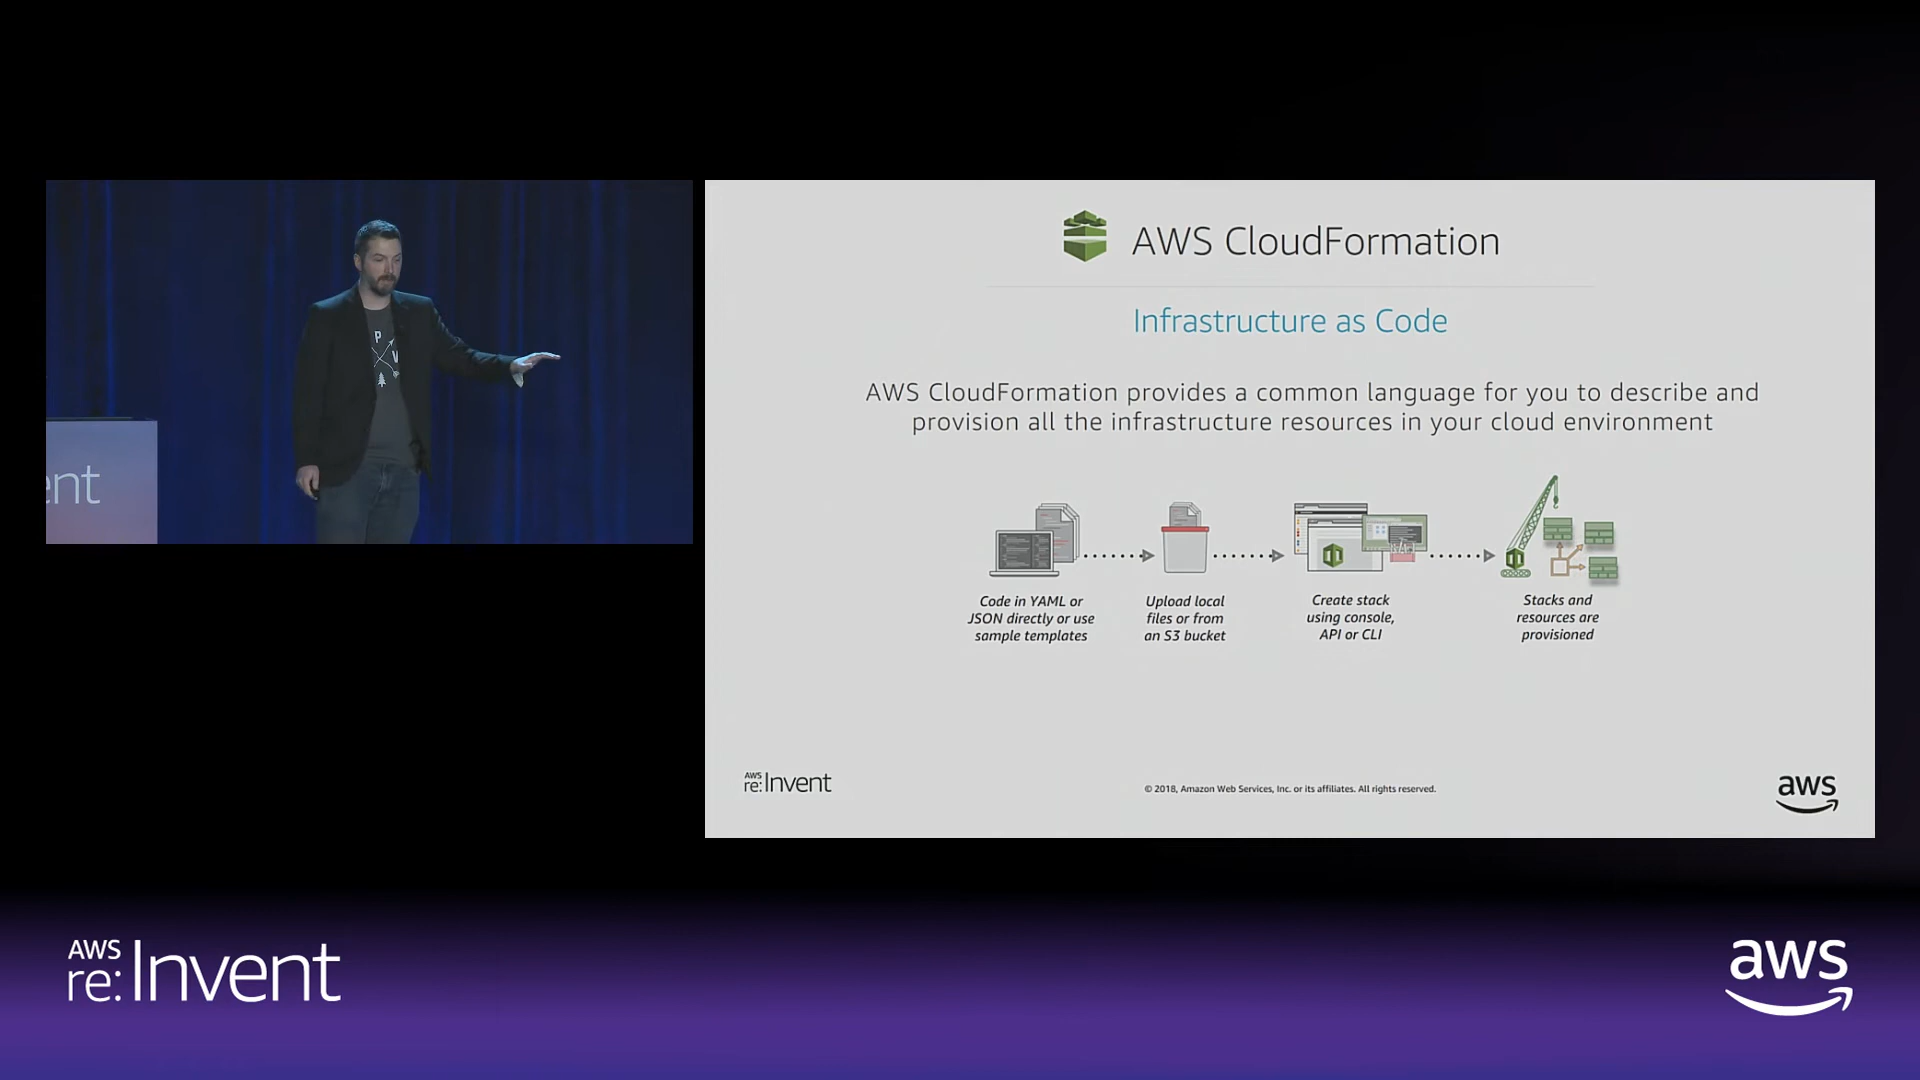 P
V
ent
AWS CloudFormation
Infrastructure as Code
AWS CloudFormation provides a common language for you to describe and
provision all the infrastructure resources in your cloud environment
Code in YAML or
JSON directly or use
sample templates
Upload local
files or from
an S3 bucket
Create stack
using console,
API or CLI
Stacks and
resources are
provisioned
AWS
re:Invent
© 2018, Amazon Web Services, Inc. or its affiliates. All rights reserved.
aws
AWS
re:Invent
aws